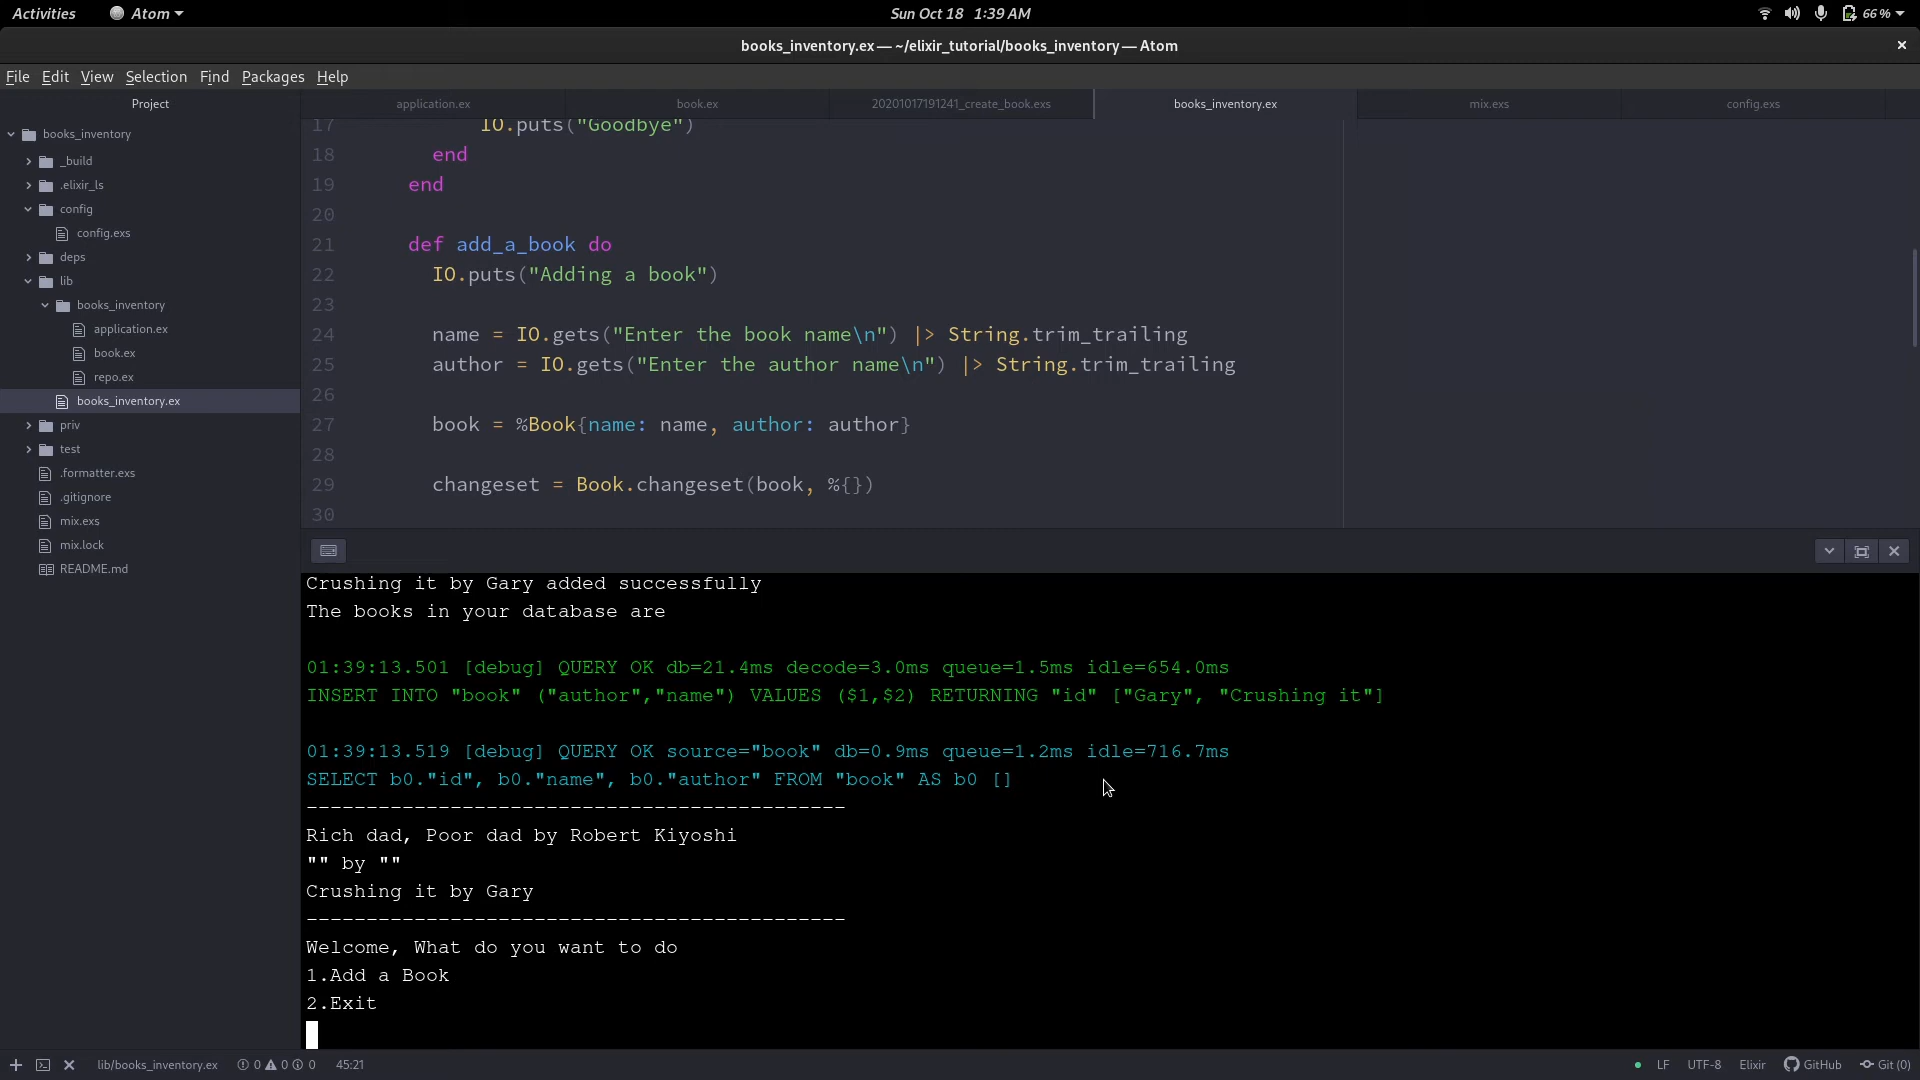 Activities
Atom
Sun Oct 18 1:39 AM
66 %
books_inventory.ex — ~/elixir_tutorial/books_inventory — Atom
File Edit View Selection Find Packages Help
Project
application.ex
book.ex
20201017191241_create_book.exs
books_inventory.ex
mix.exs
config.exs
books_inventory
_build
.elixir_ls
config
config.exs
deps
lib
books_inventory
application.ex
book.ex
repo.ex
books_inventory.ex
priv
test
.formatter.exs
.gitignore
mix.exs
mix.lock
README.md
17 IO.puts("Goodbye")
18 end
19 end
20
21 def add_a_book do
22 IO.puts("Adding a book")
23
24 name = IO.gets("Enter the book name\n") |> String.trim_trailing
25 author = IO.gets("Enter the author name\n") |> String.trim_trailing
26
27 book = %Book{name: name, author: author}
28
29 changeset = Book.changeset(book, %{})
30
Crushing it by Gary added successfully
The books in your database are
01:39:13.501 [debug] QUERY OK db=21.4ms decode=3.0ms queue=1.5ms idle=654.0ms
INSERT INTO "book" ("author","name") VALUES ($1,$2) RETURNING "id" ["Gary", "Crushing it"]
01:39:13.519 [debug] QUERY OK source="book" db=0.9ms queue=1.2ms idle=716.7ms
SELECT b0."id", b0."name", b0."author" FROM "book" AS b0 []
---------------------------------------------
Rich dad, Poor dad by Robert Kiyoshi
"" by ""
Crushing it by Gary
---------------------------------------------
Welcome, What do you want to do
1.Add a Book
2.Exit
lib/books_inventory.ex 0 0 0 45:21
LF UTF-8 Elixir GitHub Git (0)